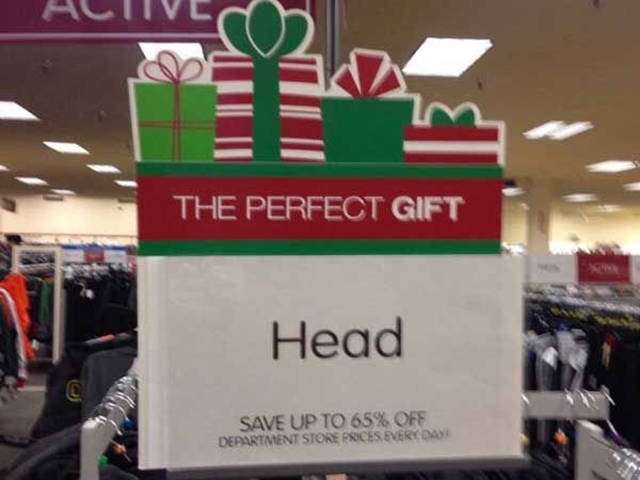 ACTIVE
THE PERFECT GIFT
Head
SAVE UP TO 65% OFF
DEPARTMENT STORE PRICES EVERY DAY!